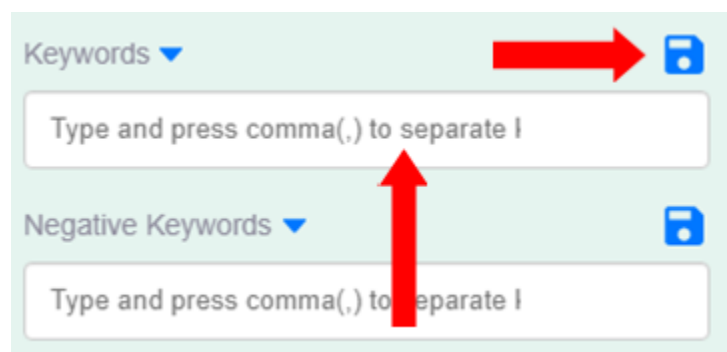 Keywords
Type and press comma(,) to separate
Negative Keywords
Type and press comma(,) to separate